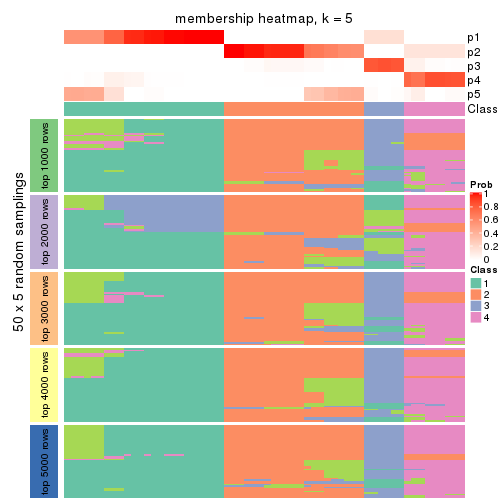 membership heatmap, k = 5
p1
p2
p3
p4
p5
Class
50 x 5 random samplings
top 1000 rows
top 2000 rows
top 3000 rows
top 4000 rows
top 5000 rows
Prob
1
0.8
0.6
0.4
0.2
0
Class
1
2
3
4